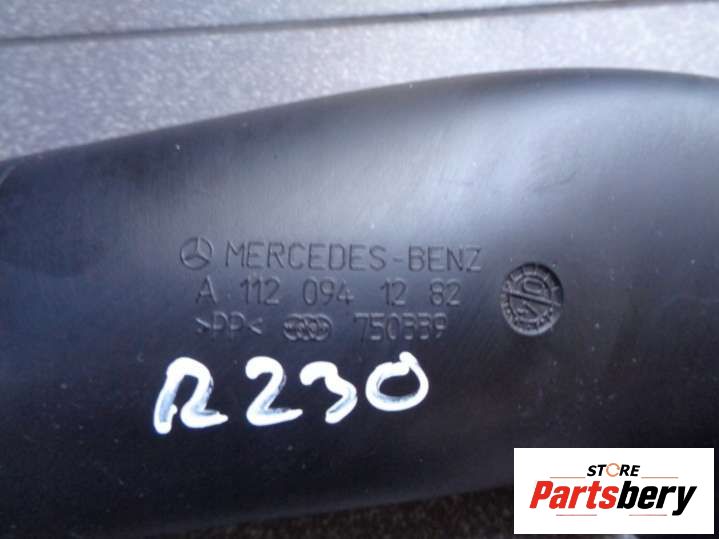 MERCEDES-BENZ
A 112 094 12 82
>PP< 750339
R230
STORE
Partsbery